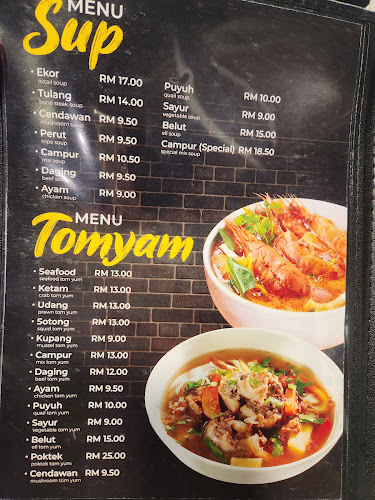 MENU
Sup
• Ekor RM 17.00
oxtail soup
• Tulang RM 14.00
bone steak soup
• Cendawan RM 9.50
mushroom soup
• Perut RM 9.50
tripe soup
• Campur RM 10.50
mix soup
• Daging RM 9.50
beef soup
• Ayam RM 9.00
chicken soup
Puyuh RM 10.00
quail soup
Sayur RM 9.00
vegetable soup
Belut RM 15.00
ell soup
Campur (Special) RM 18.50
special mix soup
MENU
Tomyam
• Seafood RM 13.00
seafood tom yum
• Ketam RM 13.00
crab tom yum
• Udang RM 13.00
prawn tom yum
• Sotong RM 13.00
squid tom yum
• Kupang RM 9.00
mussel tom yum
• Campur RM 13.00
mix tom yum
• Daging RM 12.00
beef tom yum
• Ayam RM 9.50
chicken tom yum
• Puyuh RM 10.00
quail tom yum
• Sayur RM 9.00
vegetable tom yum
• Belut RM 15.00
ell tom yum
• Poktek RM 25.00
poktek tom yum
• Cendawan RM 9.50
mushroom tom yum